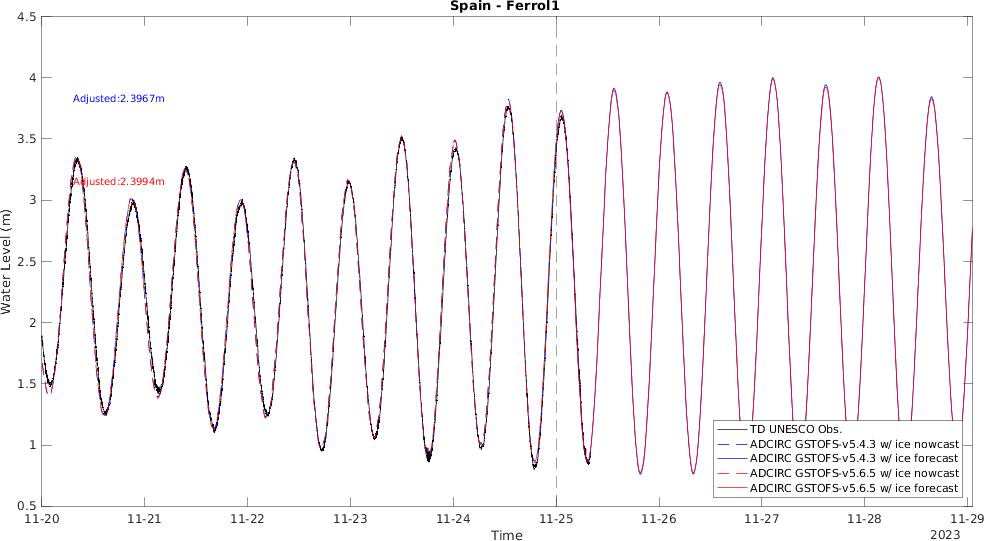 Spain - Ferrol1
4.5
4
3.5
3
2.5
2
1.5
1
0.5
Water Level (m)
Adjusted:2.3967m
Adjusted:2.3994m
TD UNESCO Obs.
ADCIRC GSTOFS-v5.4.3 w/ ice nowcast
ADCIRC GSTOFS-v5.4.3 w/ ice forecast
ADCIRC GSTOFS-v5.6.5 w/ ice nowcast
ADCIRC GSTOFS-v5.6.5 w/ ice forecast
11-20 11-21 11-22 11-23 11-24 11-25 11-26 11-27 11-28 11-29
Time
2023